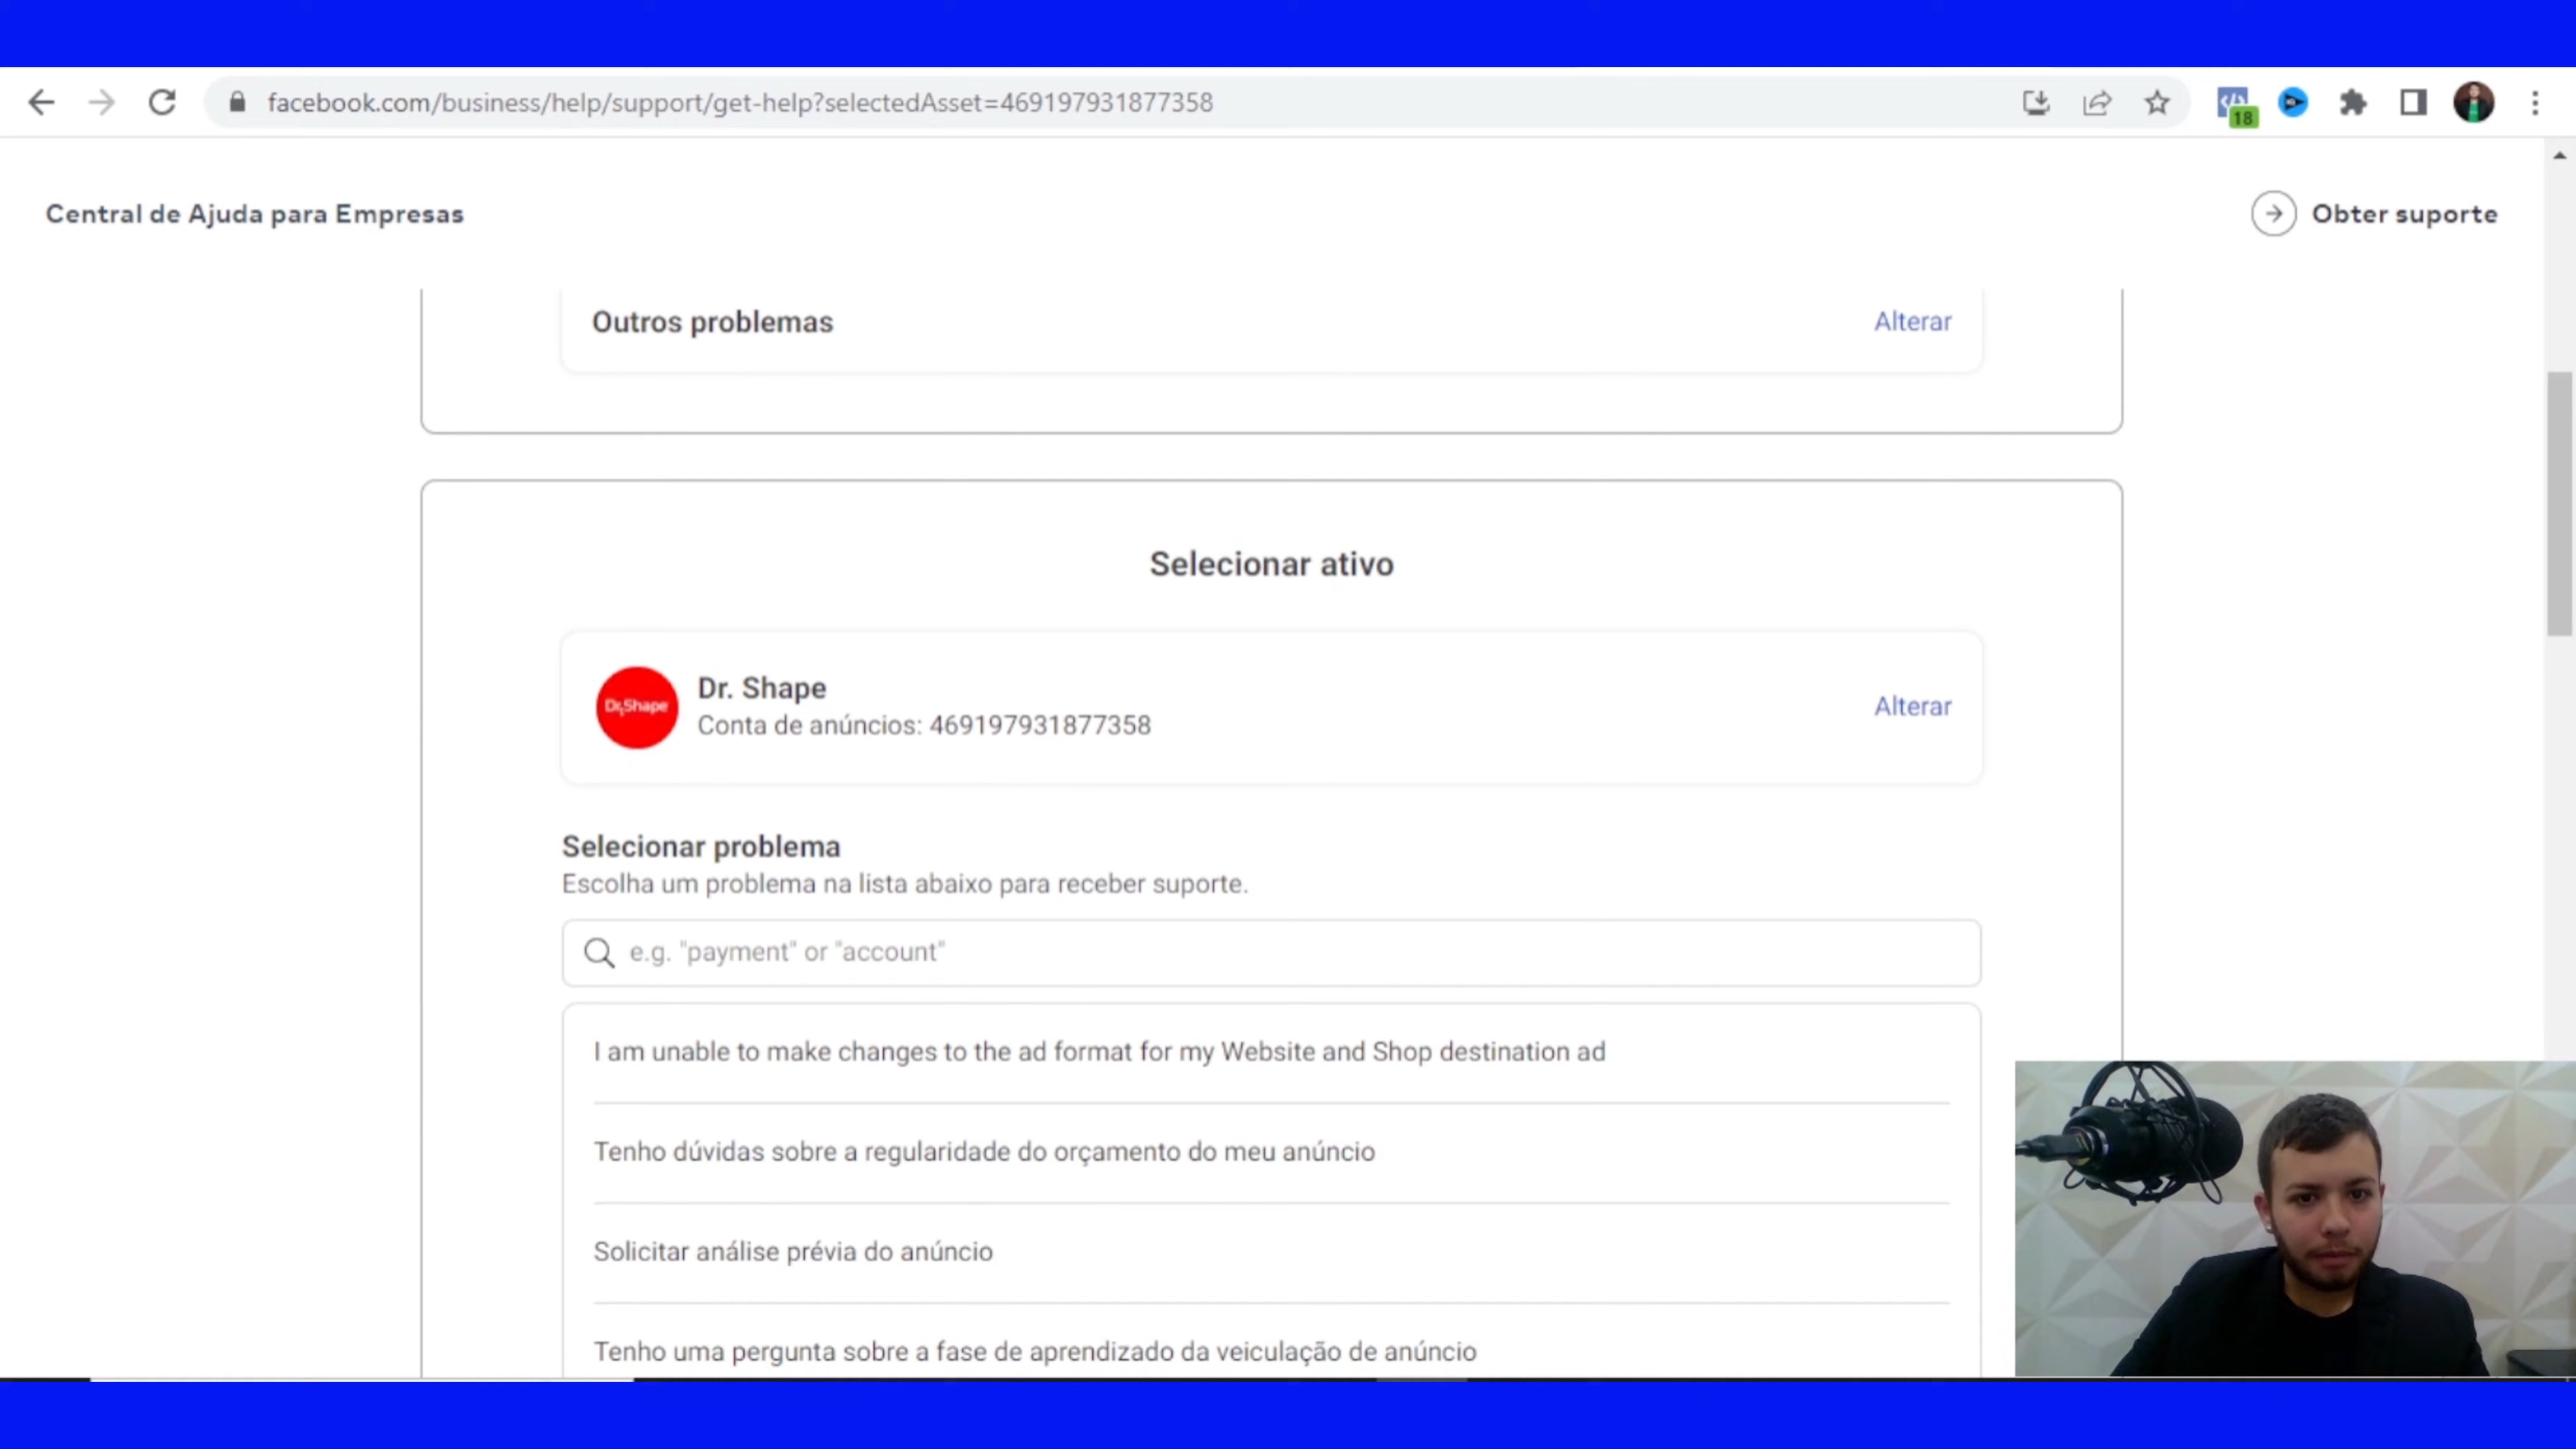 facebook.com/business/help/support/get-help?selectedAsset=469197931877358
18
Central de Ajuda para Empresas
Obter suporte
Outros problemas
Alterar
Selecionar ativo
Dr.Shape
Dr. Shape
Conta de anúncios: 469197931877358
Alterar
Selecionar problema
Escolha um problema na lista abaixo para receber suporte.
e.g. "payment" or "account"
I am unable to make changes to the ad format for my Website and Shop destination ad
Tenho dúvidas sobre a regularidade do orçamento do meu anúncio
Solicitar análise prévia do anúncio
Tenho uma pergunta sobre a fase de aprendizado da veiculação de anúncio